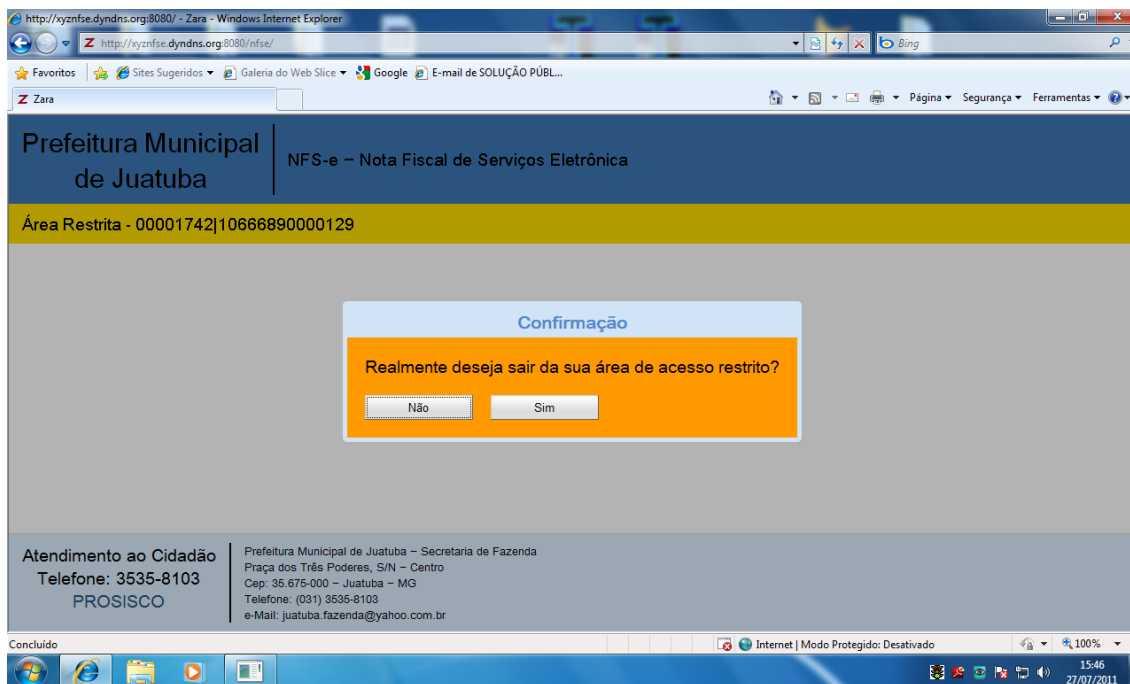 http://xyznfse.dyndns.org:8080/ - Zara - Windows Internet Explorer
http://xyznfse.dyndns.org:8080/nfse/
Bing
Favoritos Sites Sugeridos Galeria do Web Slice Google E-mail de SOLUÇÃO PÚBL...
Zara Página Segurança Ferramentas
Prefeitura Municipal
de Juatuba
NFS-e – Nota Fiscal de Serviços Eletrônica
Área Restrita - 00001742|10666890000129
Confirmação
Realmente deseja sair da sua área de acesso restrito?
Não Sim
Atendimento ao Cidadão
Telefone: 3535-8103
PROSISCO
Prefeitura Municipal de Juatuba – Secretaria de Fazenda
Praça dos Três Poderes, S/N – Centro
Cep: 35.675-000 – Juatuba – MG
Telefone: (031) 3535-8103
e-Mail: juatuba.fazenda@yahoo.com.br
Concluído Internet | Modo Protegido: Desativado 100%
15:46
27/07/2011